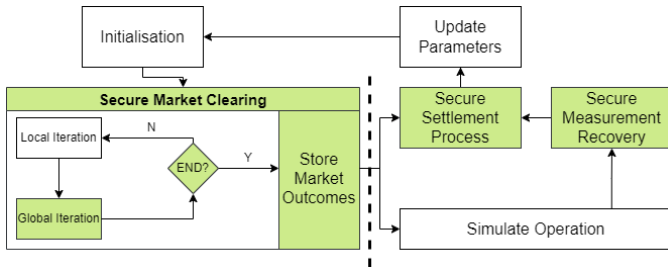 Initialisation
Update
Parameters
Secure Market Clearing
Local Iteration
N
END?
Y
Global Iteration
Store
Market
Outcomes
Secure
Settlement
Process
Secure
Measurement
Recovery
Simulate Operation